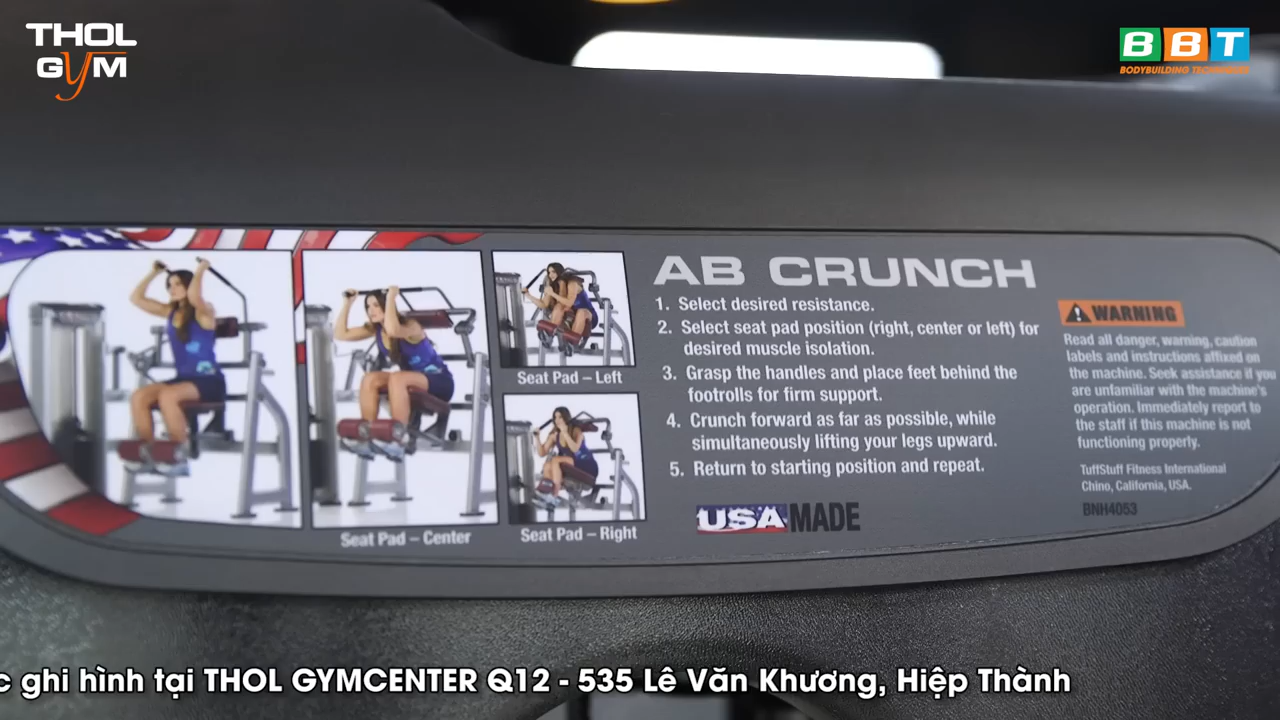 THOL
GYM
BBT
BODYBUILDING
Seat Pad – Left
Seat Pad – Center
Seat Pad – Right
AB CRUNCH
1. Select desired resistance.
2. Select seat pad position (right, center or left) for
desired muscle isolation.
3. Grasp the handles and place feet behind the
footrolls for firm support.
4. Crunch forward as far as possible, while
simultaneously lifting your legs upward.
5. Return to starting position and repeat.
USA MADE
WARNING
Read all danger, warning, caution
labels and instructions affixed on
the machine. Seek assistance if you
are unfamiliar with the machine's
operation. Immediately report to
the staff if this machine is not
functioning properly.
TuffStuff Fitness International
Chino, California, USA.
BNH4053
c ghi hình tại THOL GYMCENTER Q12 - 535 Lê Văn Khương, Hiệp Thành